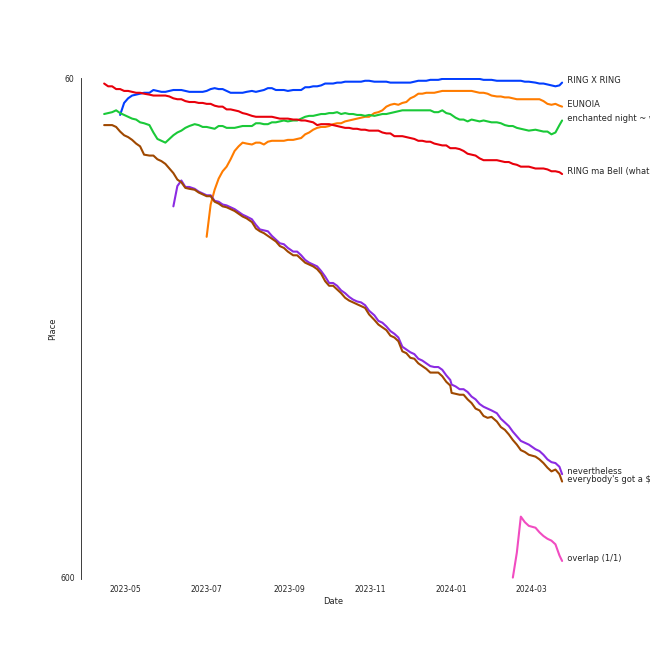 60
RING X RING
EUNOIA
enchanted night ~
RING ma Bell (what
Place
nevertheless
everybody's got a $
overlap (1/1)
600
2023-05 2023-07 2023-09 2023-11 2024-01 2024-03
Date